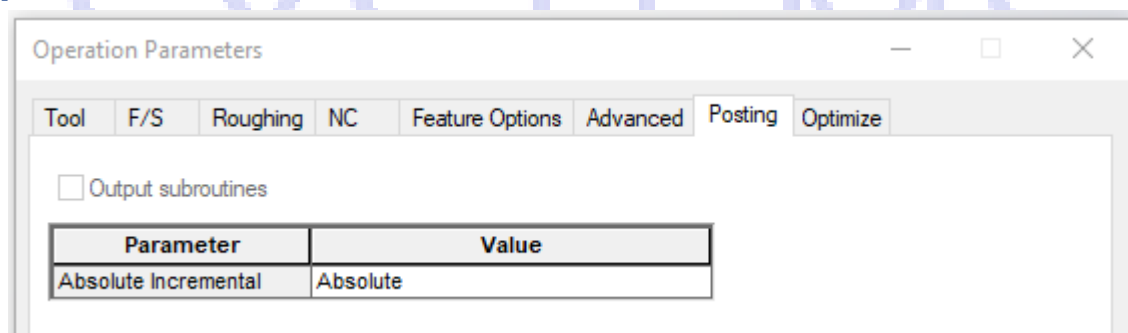 Operation Parameters
Tool F/S Roughing NC Feature Options Advanced Posting Optimize
Output subroutines
Parameter Value
Absolute Incremental Absolute